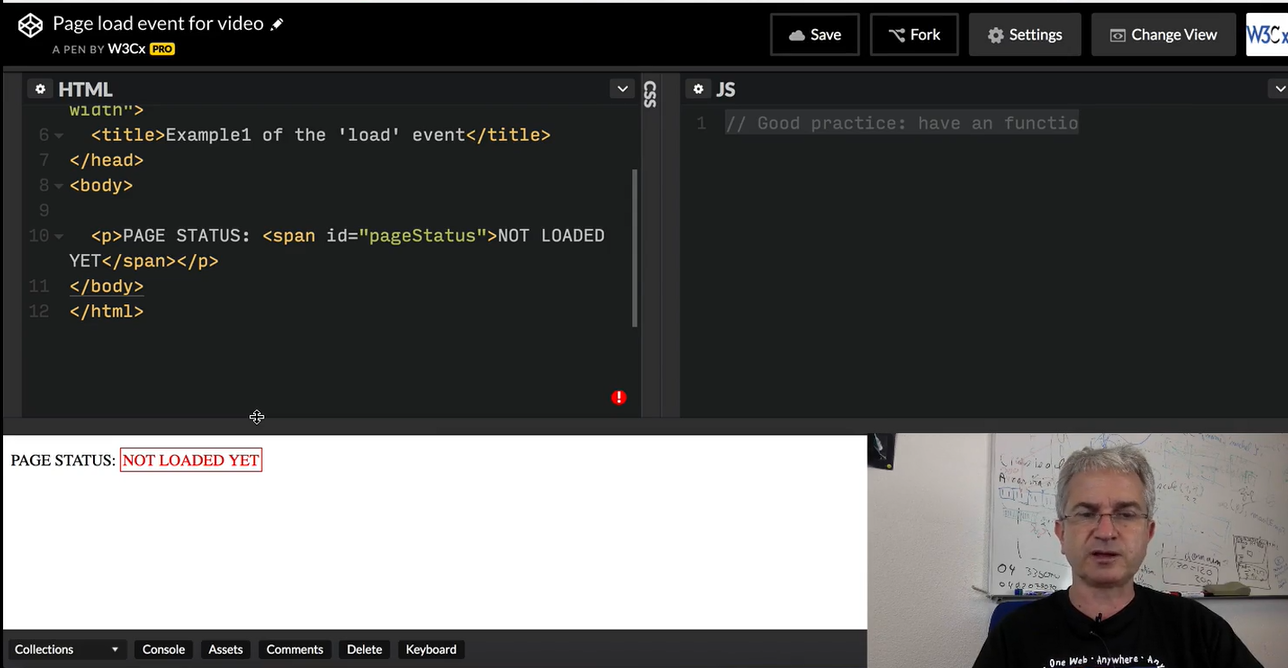 Page load event for video
A PEN BY W3Cx PRO
Save
Fork
Settings
Change View
W3Cx
HTML
CSS
JS
width">
6 <title>Example1 of the 'load' event</title>
7 </head>
8 <body>
9
10 <p>PAGE STATUS: <span id="pageStatus">NOT LOADED
YET</span></p>
11 </body>
12 </html>
1 // Good practice: have an functio
PAGE STATUS: NOT LOADED YET
One Web · Anywhere
Collections
Console
Assets
Comments
Delete
Keyboard